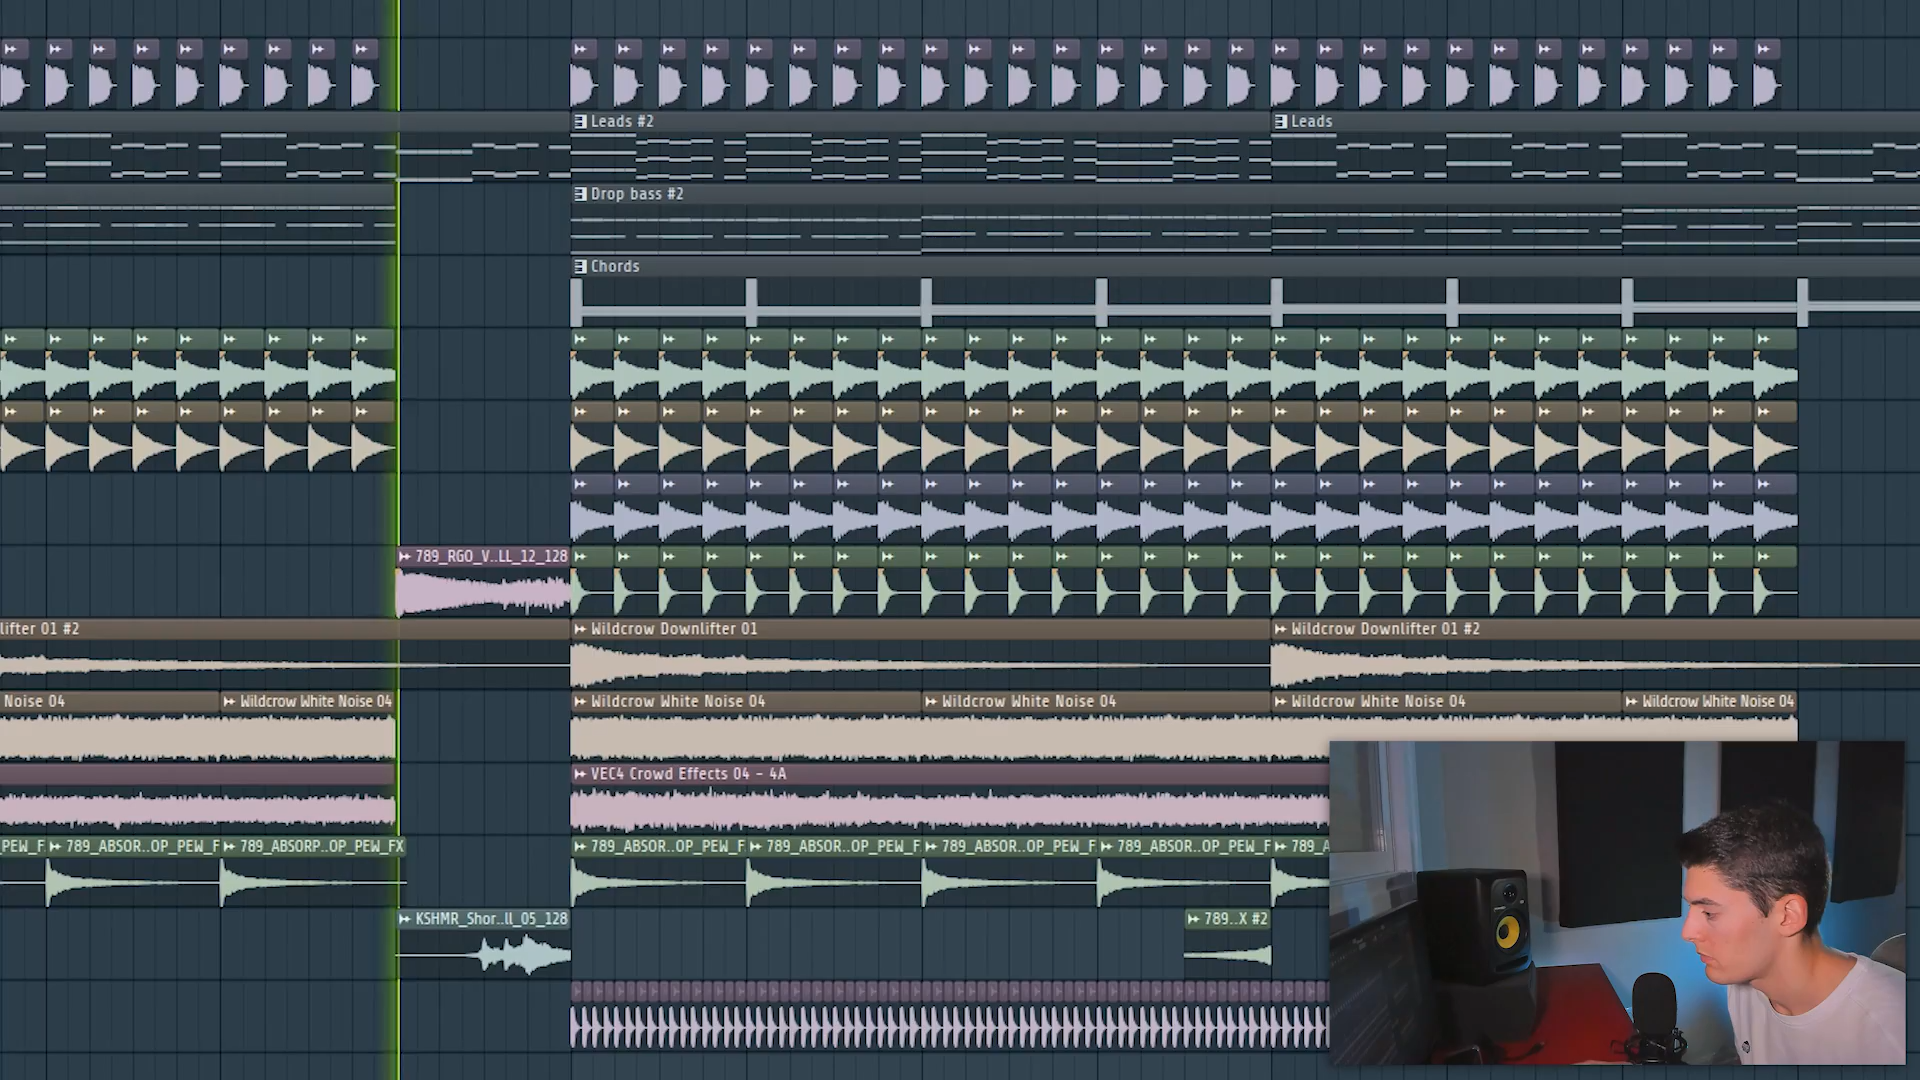 Leads #2
Leads
Drop bass #2
Chords
789_RGO_V..LL_12_128
lifter 01 #2
Wildcrow Downlifter 01
Wildcrow Downlifter 01 #2
Noise 04
Wildcrow White Noise 04
Wildcrow White Noise 04
Wildcrow White Noise 04
Wildcrow White Noise 04
Wildcrow White Noise 04
VEC4 Crowd Effects 04 - 4A
PEW_F
789_ABSOR..OP_PEW_F
789_ABSORP..OP_PEW_FX
789_ABSOR..OP_PEW_F
789_ABSOR..OP_PEW_F
789_ABSOR..OP_PEW_F
789_ABSOR..OP_PEW_F
789_A
KSHMR_Shor..ll_05_128
789..X #2